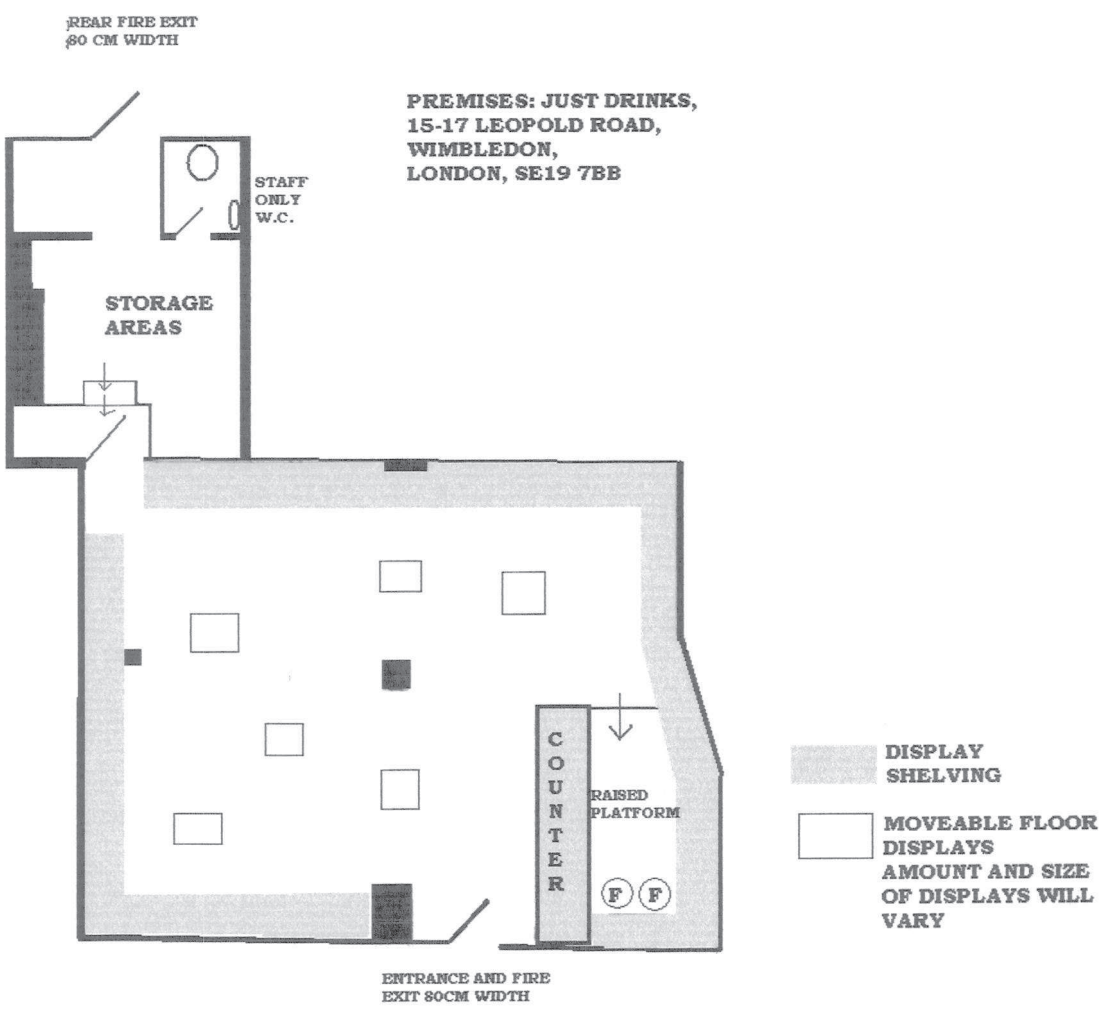 REAR FIRE EXIT
80 CM WIDTH
PREMISES: JUST DRINKS,
15-17 LEOPOLD ROAD,
WIMBLEDON,
LONDON, SE19 7BB
STAFF
ONLY
W.C.
STORAGE
AREAS
COUNTER
RAISED
PLATFORM
F F
DISPLAY
SHELVING
MOVEABLE FLOOR
DISPLAYS
AMOUNT AND SIZE
OF DISPLAYS WILL
VARY
ENTRANCE AND FIRE
EXIT 80CM WIDTH